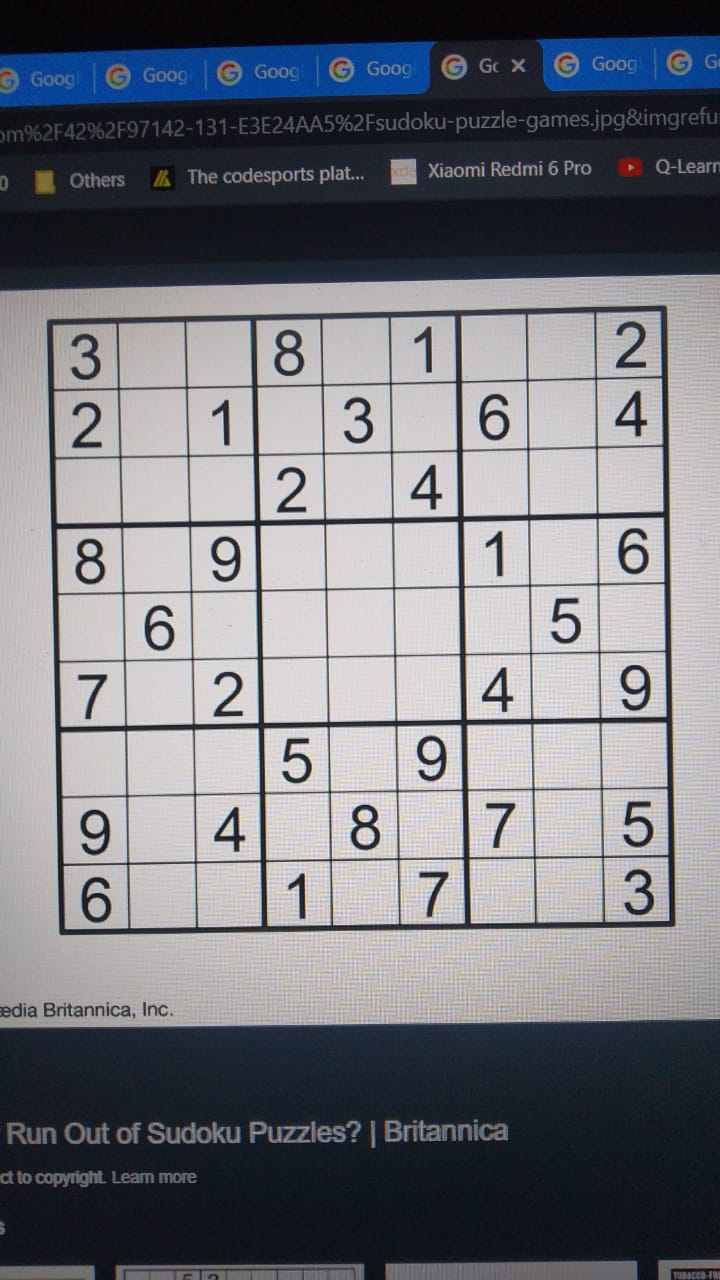 Goog Goog Goog Goog Go Goog G
om%2F42%2F97142-131-E3E24AA5%2Fsudoku-puzzle-games.jpg&imgrefu
0 Others The codesports plat... Xiaomi Redmi 6 Pro Q-Learn
3 8 1 2
2 1 3 6 4
2 4
8 9 1 6
6 5
7 2 4 9
5 9
9 4 8 7 5
6 1 7 3
ædia Britannica, Inc.
Run Out of Sudoku Puzzles? | Britannica
ct to copyright. Learn more
s